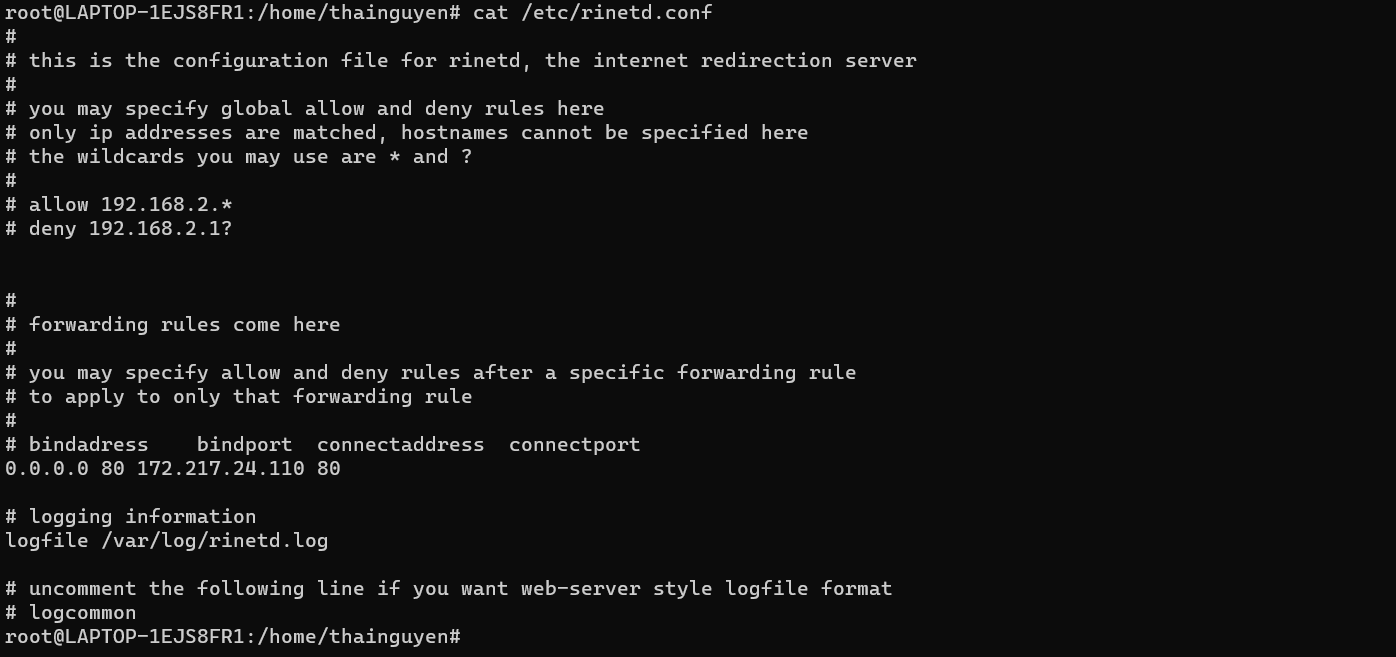 root@LAPTOP-1EJS8FR1:/home/thainguyen# cat /etc/rinetd.conf
#
# this is the configuration file for rinetd, the internet redirection server
#
# you may specify global allow and deny rules here
# only ip addresses are matched, hostnames cannot be specified here
# the wildcards you may use are * and ?
#
# allow 192.168.2.*
# deny 192.168.2.1?
#
# forwarding rules come here
#
# you may specify allow and deny rules after a specific forwarding rule
# to apply to only that forwarding rule
#
# bindadress    bindport  connectaddress  connectport
0.0.0.0 80 172.217.24.110 80
# logging information
logfile /var/log/rinetd.log
# uncomment the following line if you want web-server style logfile format
# logcommon
root@LAPTOP-1EJS8FR1:/home/thainguyen#